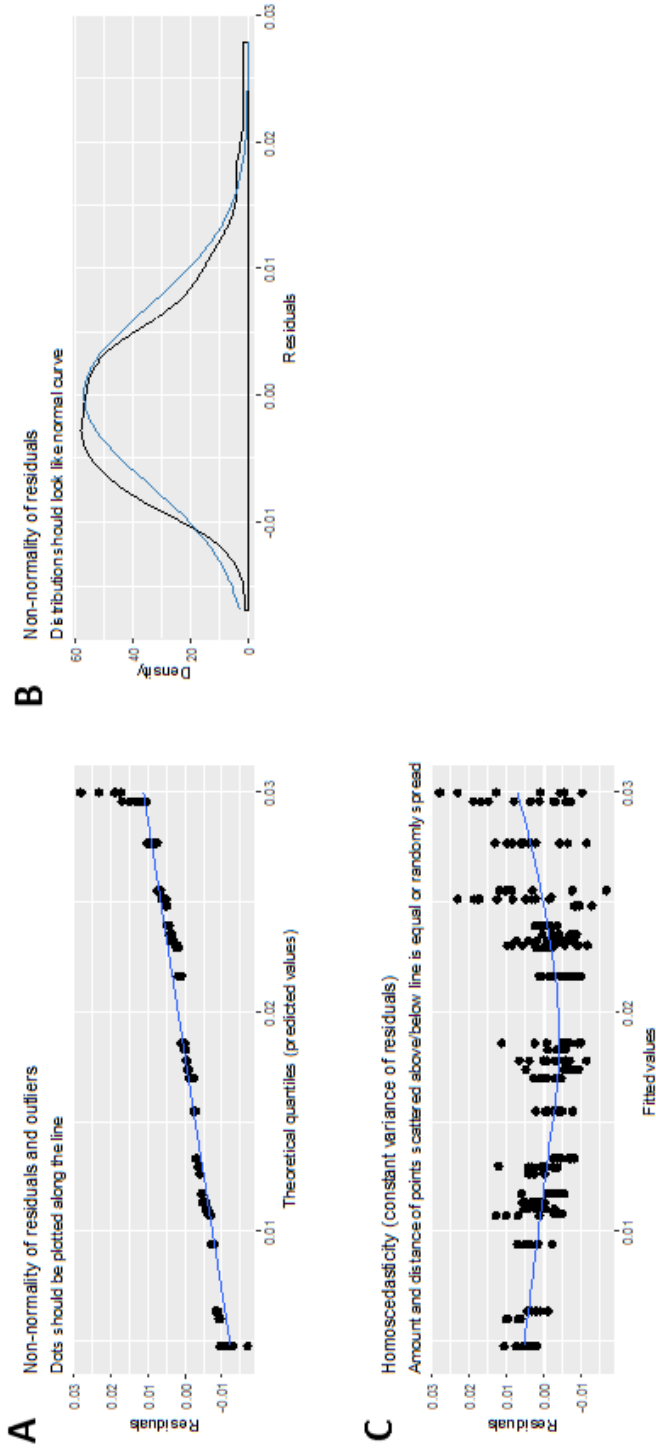 A
Non-normality of residuals and outliers
Dots should be plotted along the line
Residuals
0.03
0.02
0.01
0.00
-0.01
0.01
0.02
0.03
Theoretical quantiles (predicted values)
B
Non-normality of residuals
Distribution should look like normal curve
Density
60
40
20
0
-0.01
0.00
0.01
0.02
0.03
Residuals
C
Homoscedasticity (constant variance of residuals)
Amount and distance of points scattered above/below line is equal or randomly spread
Residuals
0.03
0.02
0.01
0.00
-0.01
0.01
0.02
0.03
Fitted values